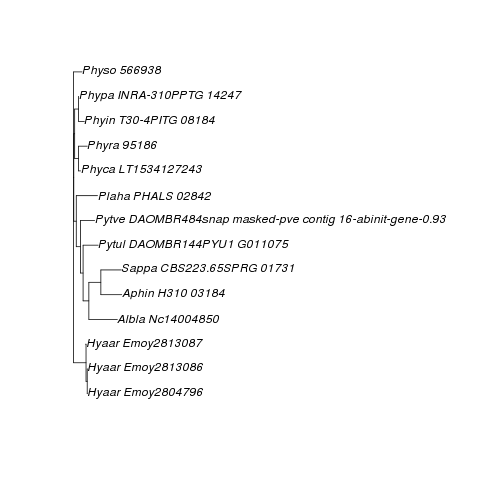 Physo 566938
Phypa INRA-310PPTG 14247
Phyin T30-4PITG 08184
Phyra 95186
Phyca LT1534127243
Plaha PHALS 02842
Pytve DAOMBR484snap masked-pve contig 16-abinit-gene-0.93
Pytul DAOMBR144PYU1 G011075
Sappa CBS223.65SPRG 01731
Aphin H310 03184
Albla Nc14004850
Hyaar Emoy2813087
Hyaar Emoy2813086
Hyaar Emoy2804796